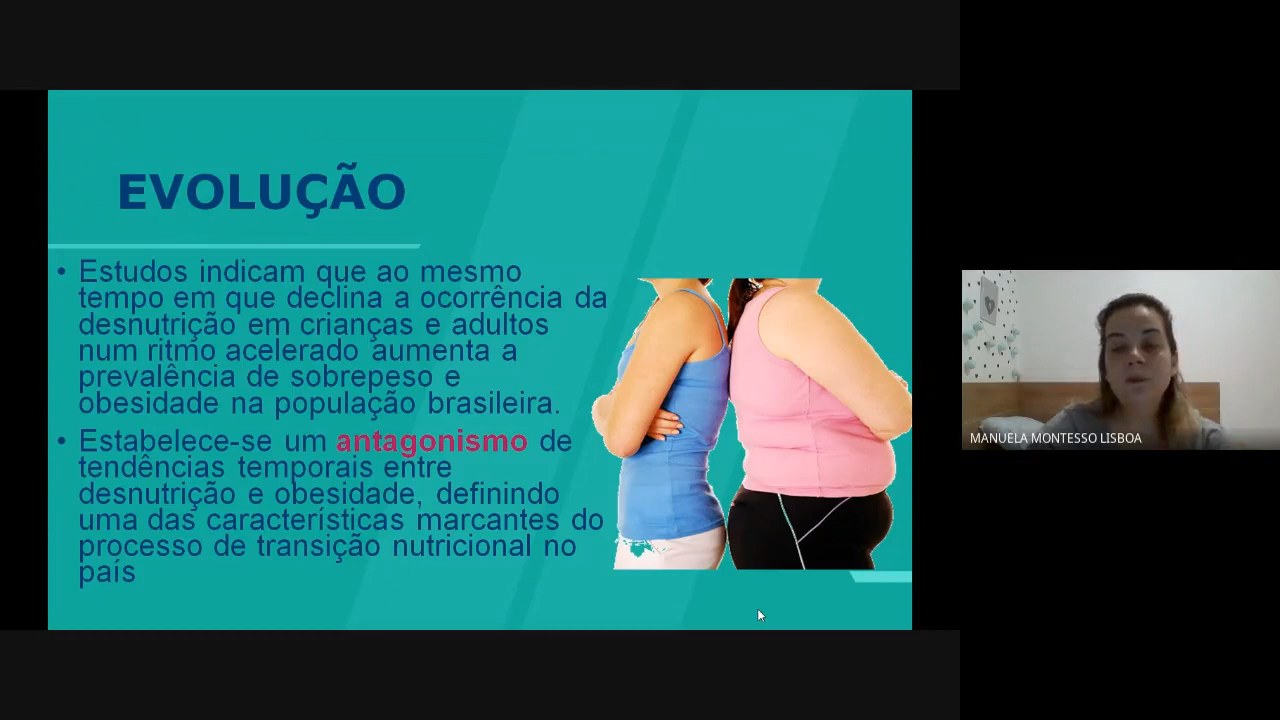 EVOLUÇÃO
• Estudos indicam que ao mesmo
tempo em que declina a ocorrência da
desnutrição em crianças e adultos
num ritmo acelerado aumenta a
prevalência de sobrepeso e
obesidade na população brasileira.
• Estabelece-se um antagonismo de
tendências temporais entre
desnutrição e obesidade, definindo
uma das características marcantes do
processo de transição nutricional no
país
MANUELA MONTESSO LISBOA